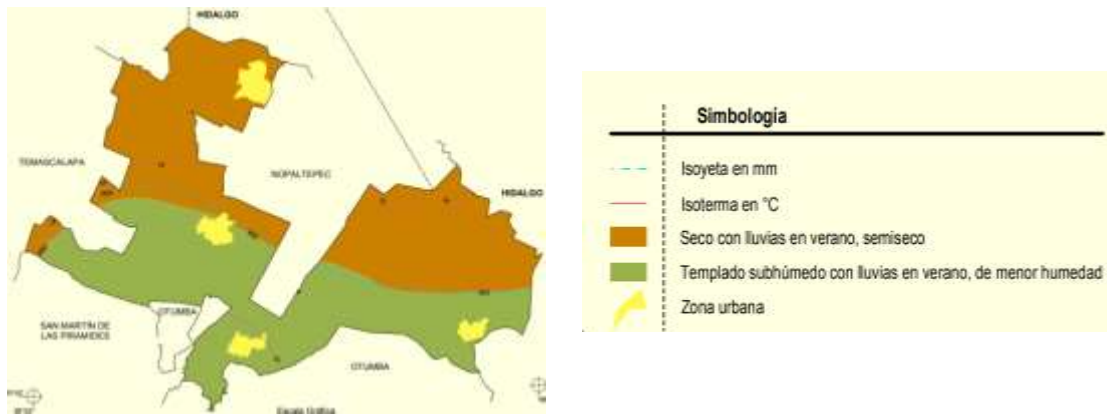 HIDALGO
TEMASCALAPA
NOPALTEPEC
HIDALGO
OTUMBA
SAN MARTÍN DE
LAS PIRAMIDES
OTUMBA
Escala Gráfica
Simbología
Isoyeta en mm
Isoterma en °C
Seco con lluvias en verano, semiseco
Templado subhúmedo con lluvias en verano, de menor humedad
Zona urbana